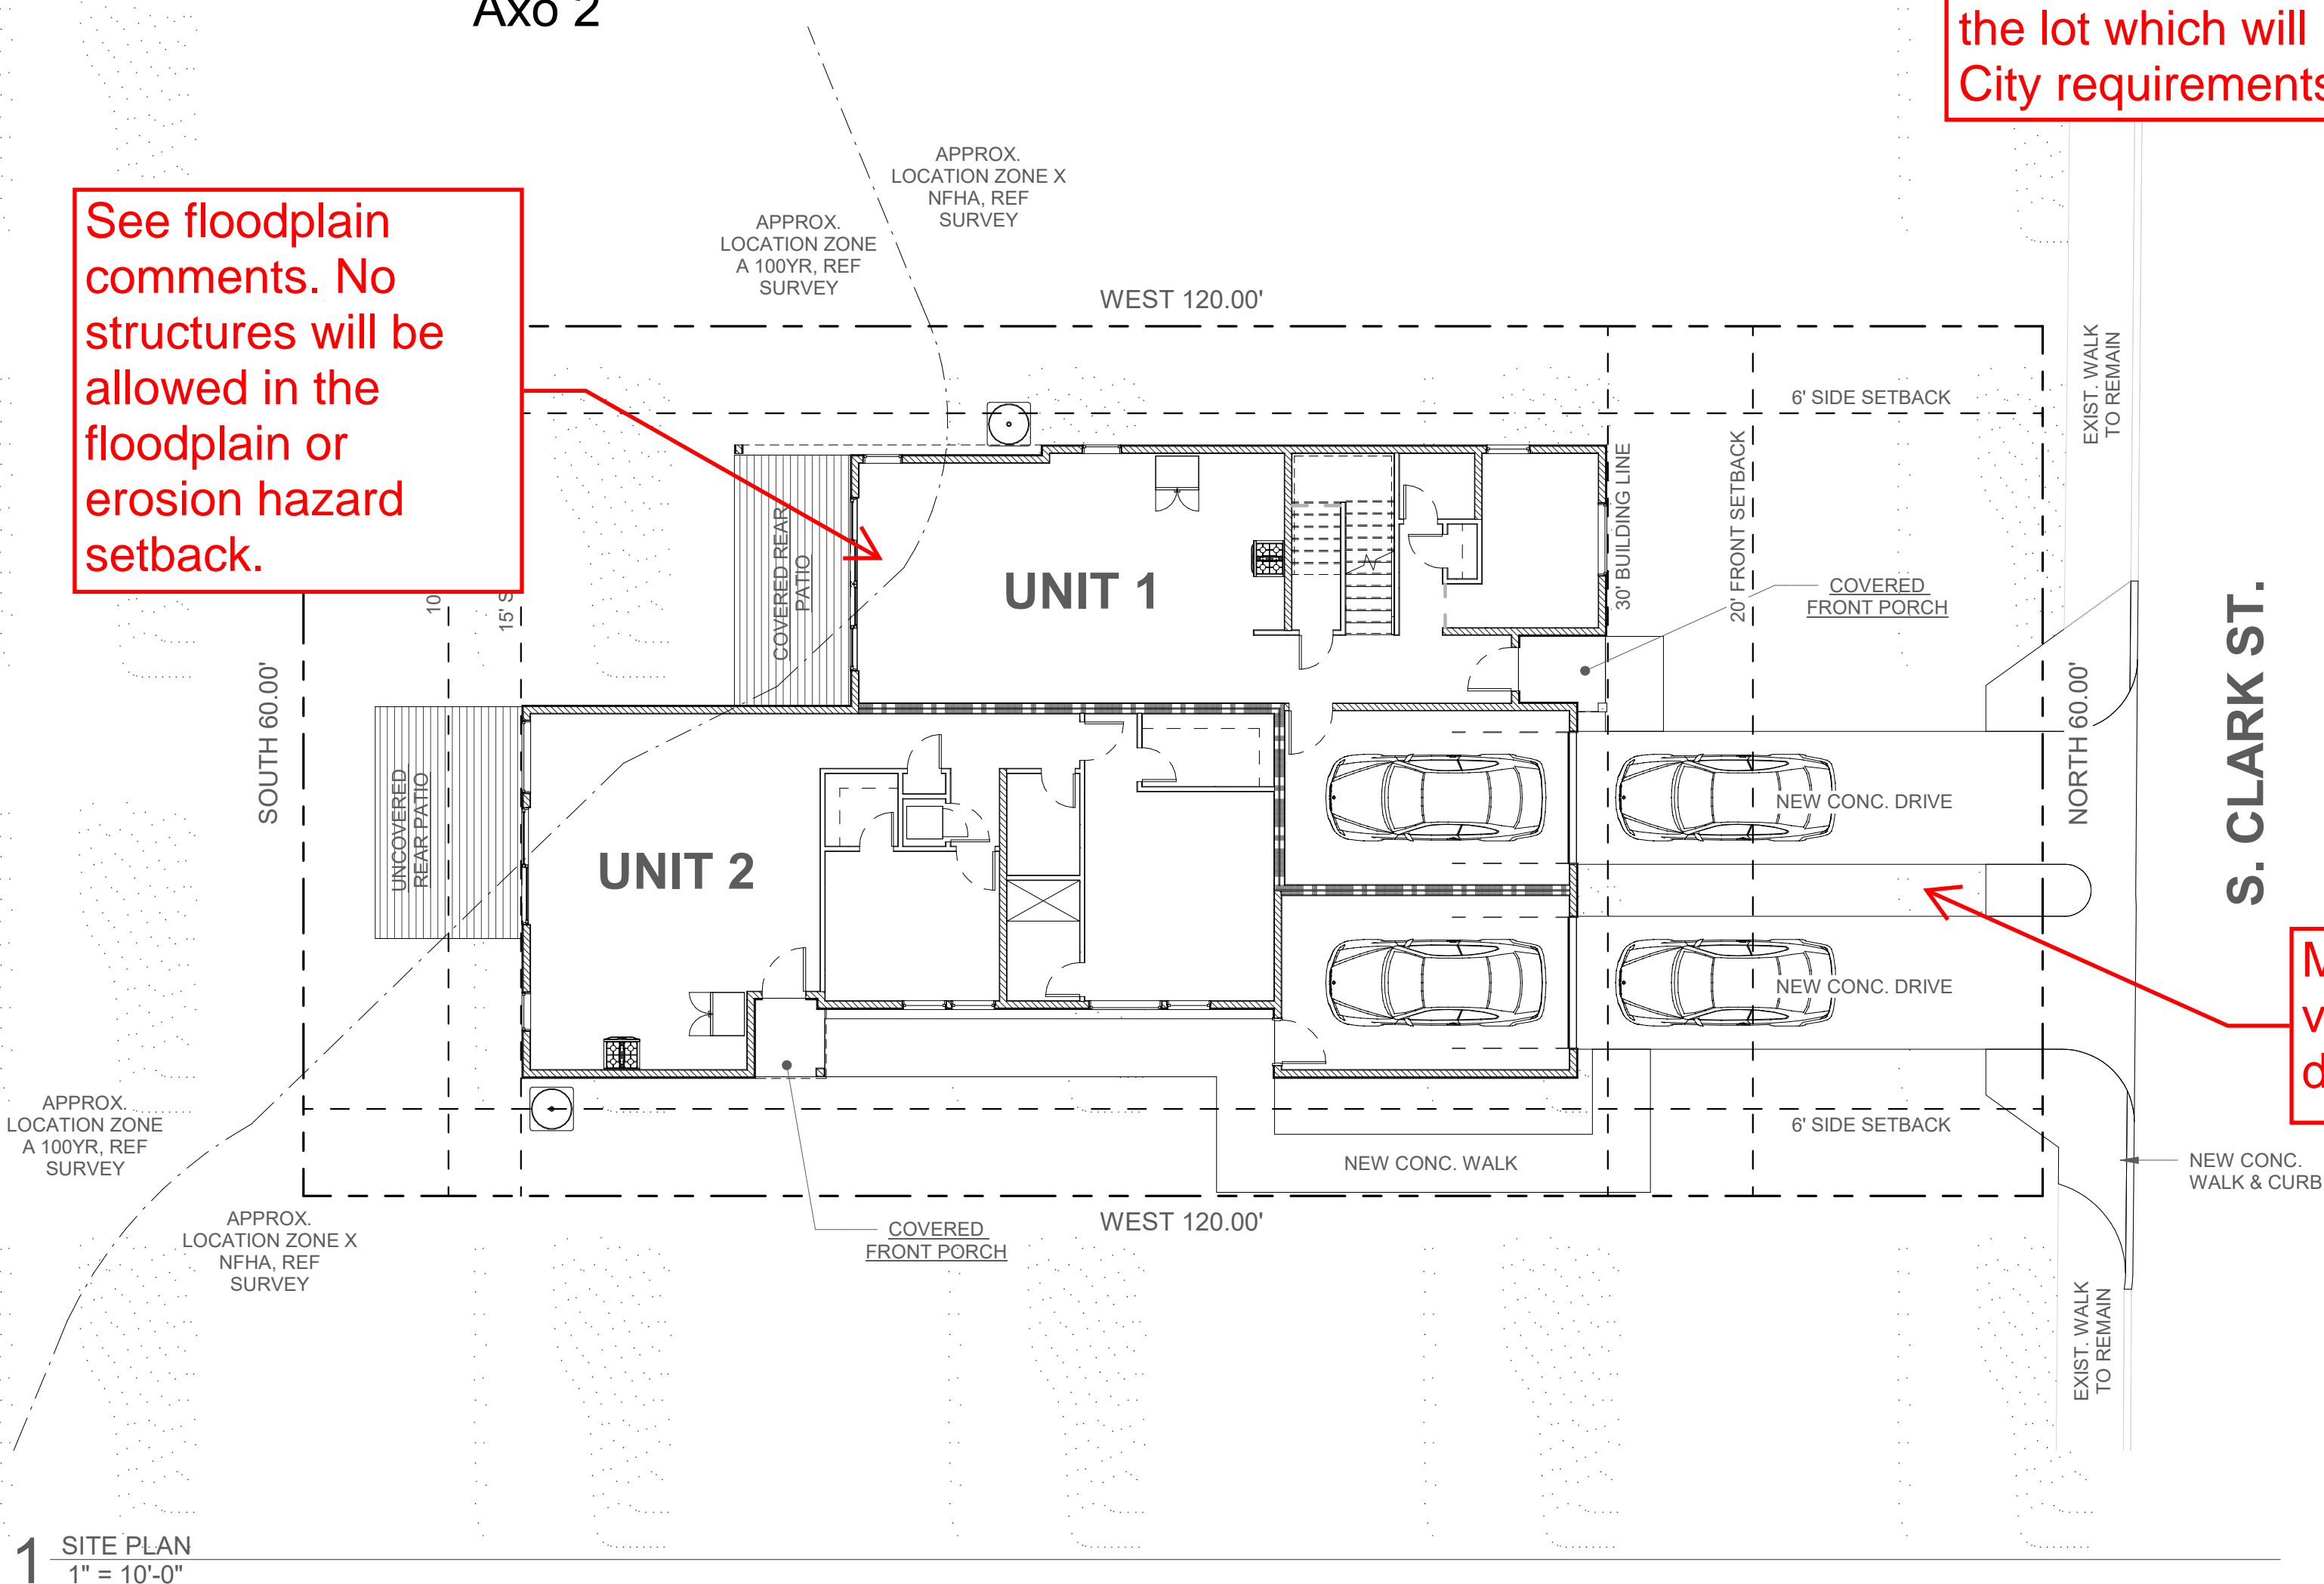 Axo 2
the lot which will
City requirements
See floodplain
comments. No
structures will be
allowed in the
floodplain or
erosion hazard
setback.
APPROX.
LOCATION ZONE X
NFHA, REF
SURVEY
APPROX.
LOCATION ZONE
A 100YR, REF
SURVEY
WEST 120.00'
6' SIDE SETBACK
EXIST. WALK
TO REMAIN
30' BUILDING LINE
20' FRONT SETBACK
COVERED REAR
PATIO
UNIT 1
COVERED
FRONT PORCH
10
15'
SOUTH 60.00'
NORTH 60.00'
S. CLARK ST.
UNCOVERED
REAR PATIO
UNIT 2
NEW CONC. DRIVE
NEW CONC. DRIVE
APPROX.
LOCATION ZONE
A 100YR, REF
SURVEY
6' SIDE SETBACK
NEW CONC. WALK
NEW CONC.
WALK & CURB
APPROX.
LOCATION ZONE X
NFHA, REF
SURVEY
COVERED
FRONT PORCH
WEST 120.00'
EXIST. WALK
TO REMAIN
1 SITE PLAN
1" = 10'-0"